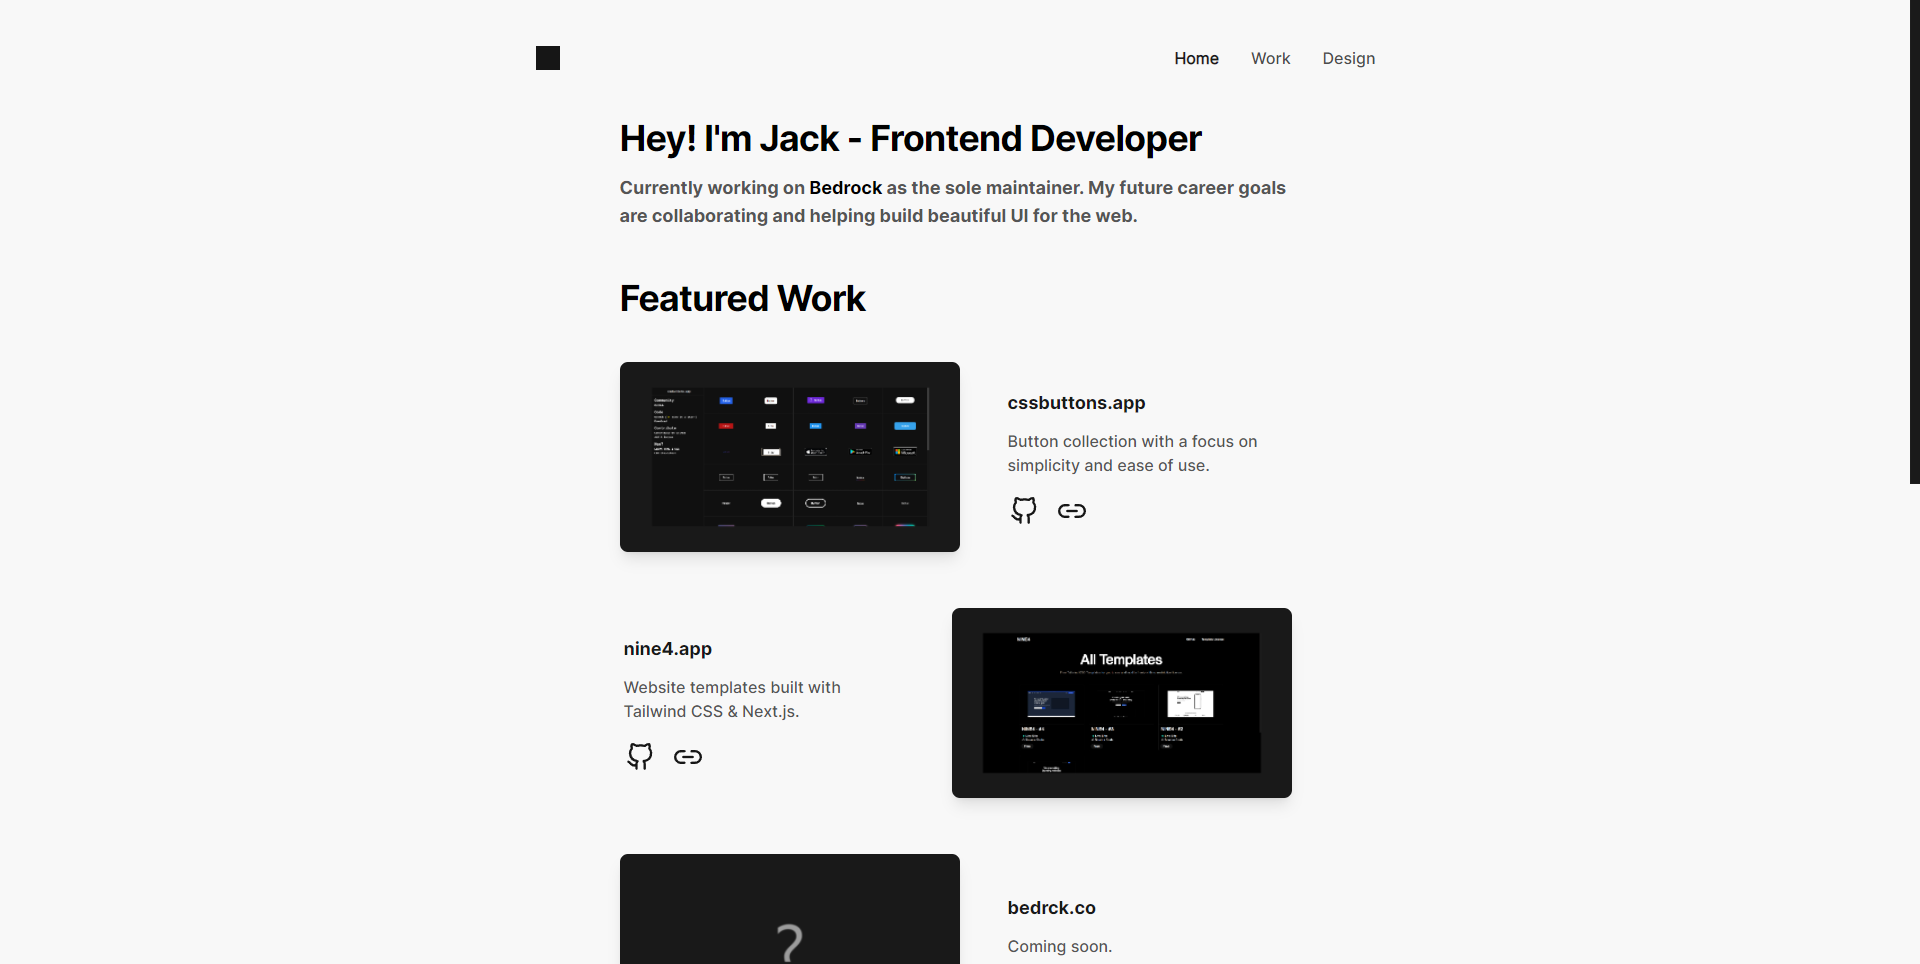 Home Work Design
Hey! I'm Jack - Frontend Developer
Currently working on Bedrock as the sole maintainer. My future career goals
are collaborating and helping build beautiful UI for the web.
Featured Work
cssbuttons.app
Button collection with a focus on
simplicity and ease of use.
nine4.app
Website templates built with
Tailwind CSS & Next.js.
NINE4
All Templates
?
bedrck.co
Coming soon.